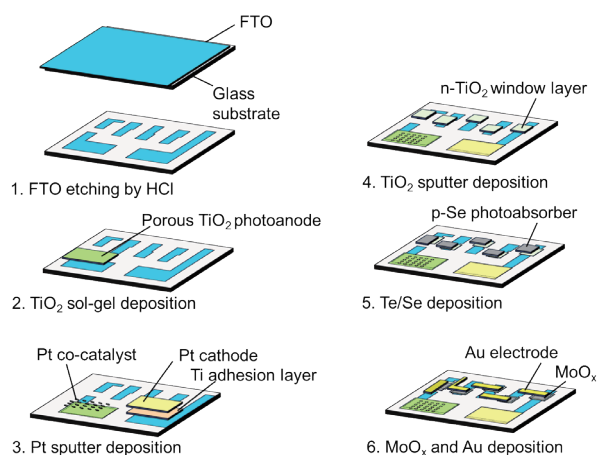 FTO
Glass
substrate
1. FTO etching by HCl
Porous TiO₂ photoanode
2. TiO₂ sol-gel deposition
Pt co-catalyst
Pt cathode
Ti adhesion layer
3. Pt sputter deposition
n-TiO₂ window layer
4. TiO₂ sputter deposition
p-Se photoabsorber
5. Te/Se deposition
Au electrode
MoOₓ
6. MoOₓ and Au deposition